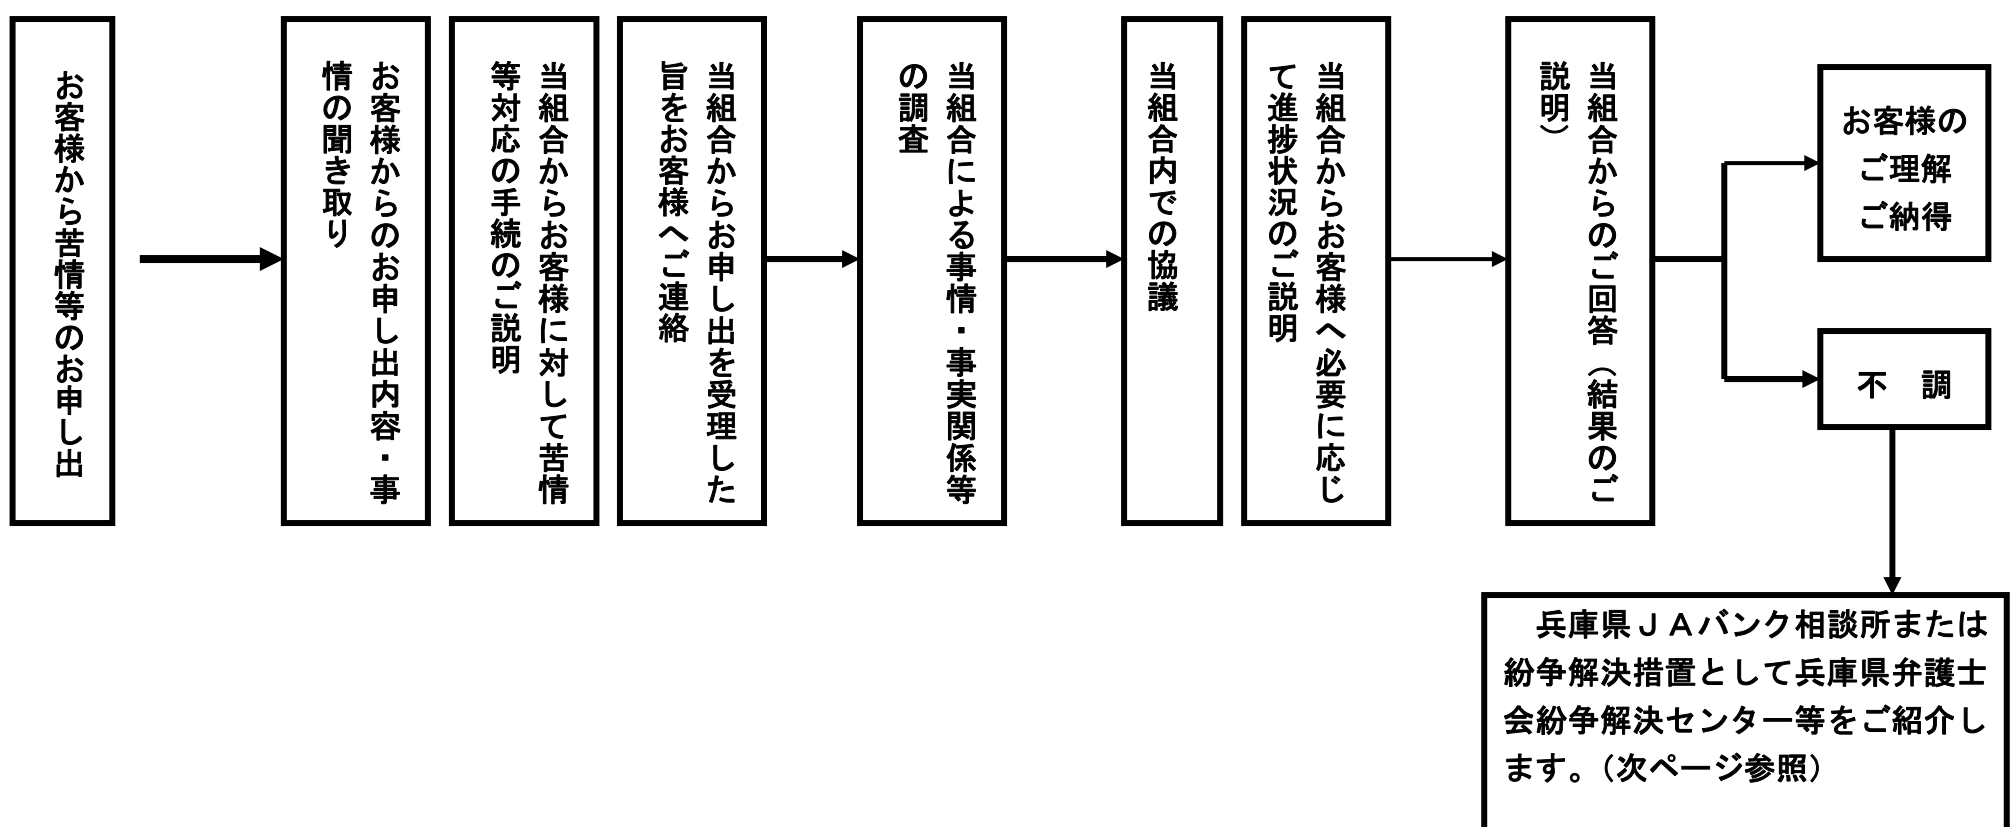 お客様から苦情等のお申し出
お客様からのお申し出内容・事
情の聞き取り
当組合からお客様に対して苦情
等対応の手続のご説明
当組合からお申し出を受理した
旨をお客様へご連絡
当組合による事情・事実関係等
の調査
当組合内での協議
当組合からお客様へ必要に応じ
て進捗状況のご説明
当組合からのご回答（結果のご
説明）
お客様の
ご理解
ご納得
不　調
兵庫県ＪＡバンク相談所または
紛争解決措置として兵庫県弁護士
会紛争解決センター等をご紹介し
ます。（次ページ参照）